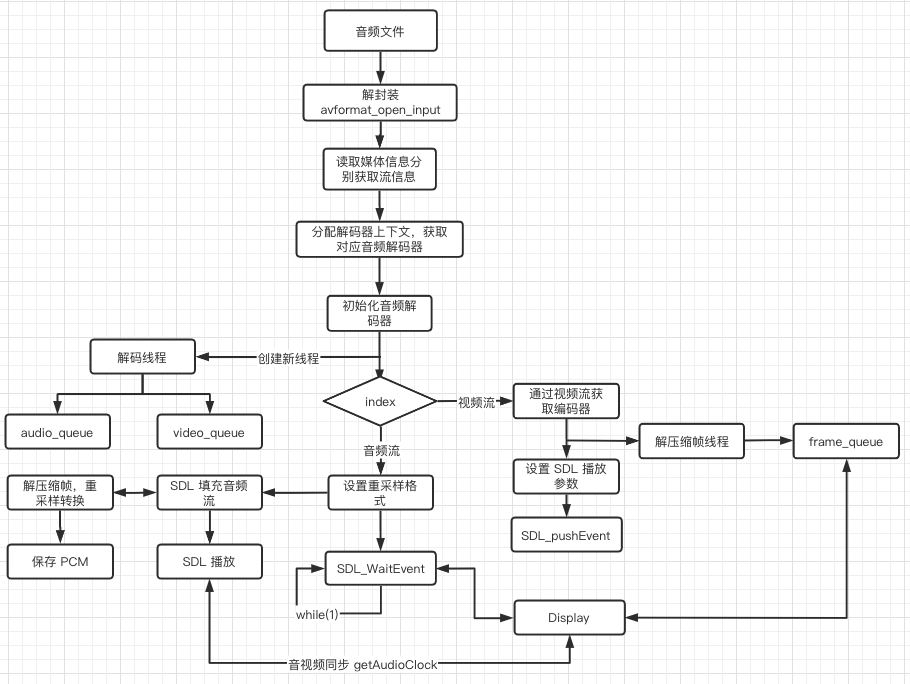 音频文件
解封装
avformat_open_input
读取媒体信息分
别获取流信息
分配解码器上下文，获取
对应音频解码器
初始化音频解
码器
解码线程
创建新线程
audio_queue
video_queue
index
视频流
通过视频流获
取编码器
解压缩帧线程
frame_queue
音频流
设置 SDL 播放
参数
SDL_pushEvent
解压缩帧，重
采样转换
SDL 填充音频
流
设置重采样格
式
保存 PCM
SDL 播放
SDL_WaitEvent
while(1)
Display
音视频同步 getAudioClock